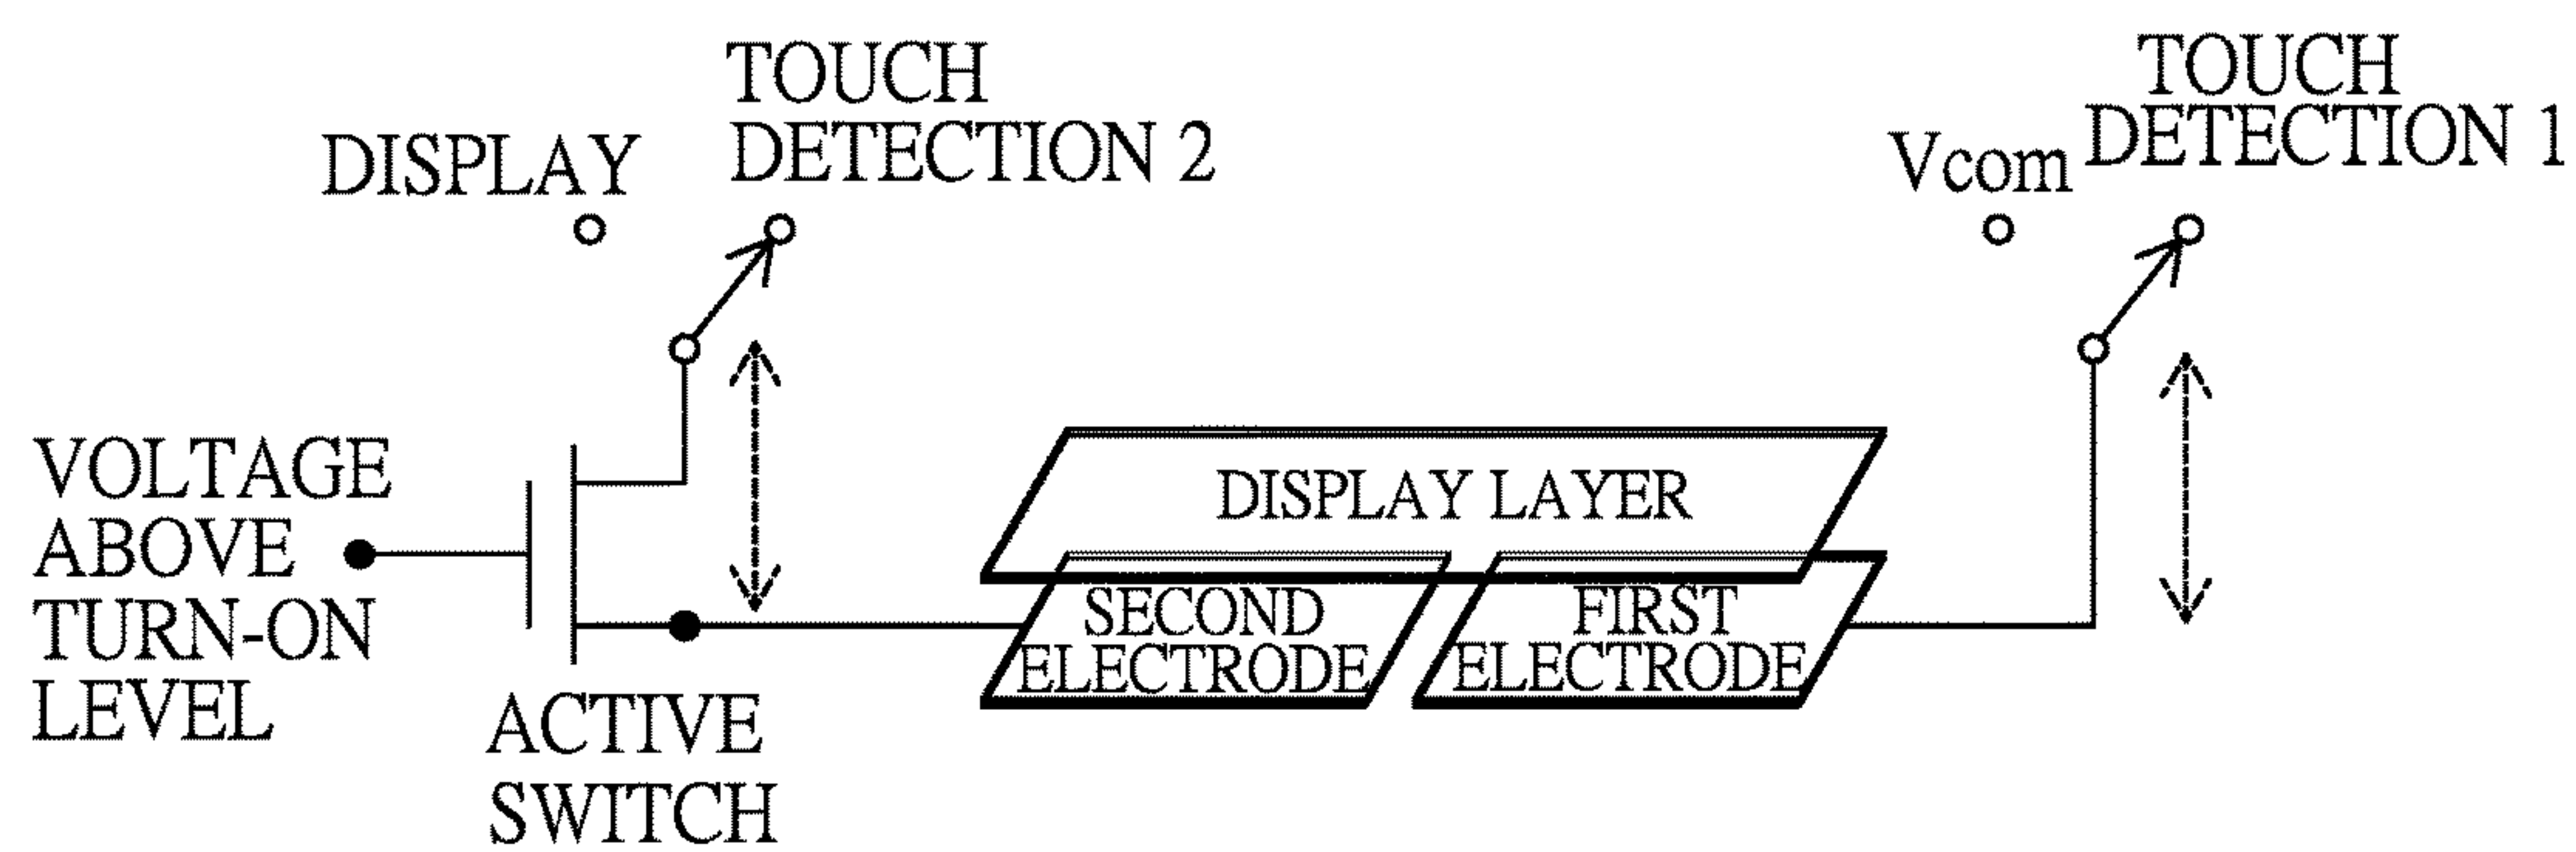 TOUCH
DETECTION 2
DISPLAY
TOUCH
DETECTION 1
Vcom
VOLTAGE
ABOVE
TURN-ON
LEVEL
DISPLAY LAYER
SECOND
ELECTRODE
FIRST
ELECTRODE
ACTIVE
SWITCH